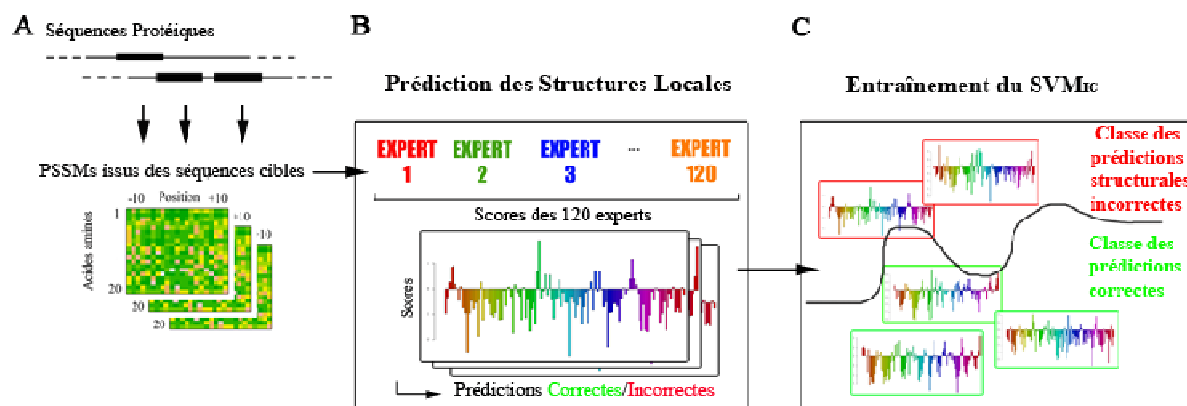 A
Séquences Protéiques
PSSMs issus des séquences cibles
-10 Position +10
+10
-10
1
Acides aminés
20
20
20
B
Prédiction des Structures Locales
EXPERT 1
EXPERT 2
EXPERT 3
...
EXPERT 120
Scores des 120 experts
Scores
Prédictions Correctes/Incorrectes
C
Entraînement du SVMIC
Classe des
prédictions
structurales
incorrectes
Classe des
prédictions
correctes